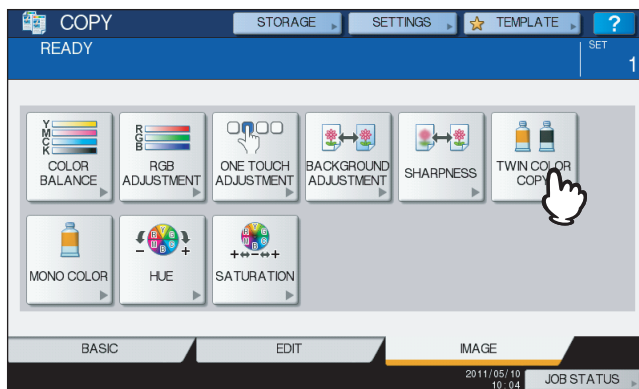 COPY
STORAGE
SETTINGS
TEMPLATE
?
READY
SET
1
Y
M
C
K
COLOR
BALANCE
R
G
B
RGB
ADJUSTMENT
ONE TOUCH
ADJUSTMENT
BACKGROUND
ADJUSTMENT
SHARPNESS
TWIN COLOR
COPY
MONO COLOR
- +
HUE
+↔-↔+
SATURATION
BASIC
EDIT
IMAGE
2011/05/10
10:04
JOB STATUS